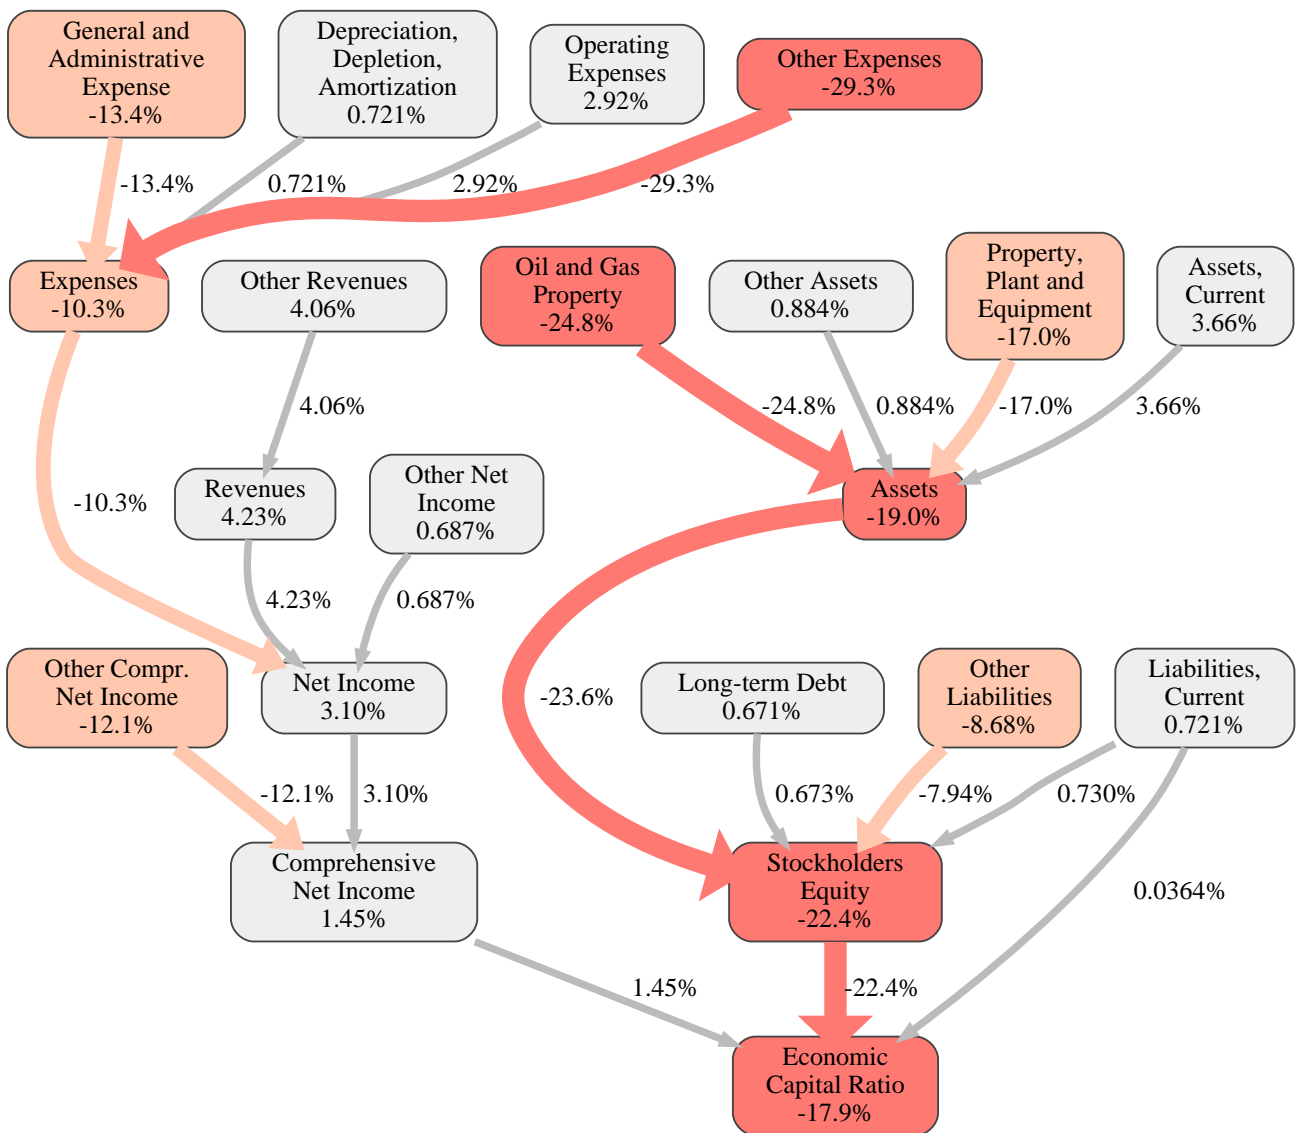 General and
Administrative
Expense
-13.4%
Depreciation,
Depletion,
Amortization
0.721%
Operating
Expenses
2.92%
Other Expenses
-29.3%
-13.4%
0.721%
2.92%
-29.3%
Expenses
-10.3%
Other Revenues
4.06%
Oil and Gas
Property
-24.8%
Other Assets
0.884%
Property,
Plant and
Equipment
-17.0%
Assets,
Current
3.66%
4.06%
-24.8%
0.884%
-17.0%
3.66%
-10.3%
Revenues
4.23%
Other Net
Income
0.687%
Assets
-19.0%
4.23%
0.687%
Other Compr.
Net Income
-12.1%
Net Income
3.10%
-23.6%
Long-term Debt
0.671%
Other
Liabilities
-8.68%
Liabilities,
Current
0.721%
-12.1%
3.10%
0.673%
-7.94%
0.730%
0.0364%
Comprehensive
Net Income
1.45%
Stockholders
Equity
-22.4%
1.45%
-22.4%
Economic
Capital Ratio
-17.9%